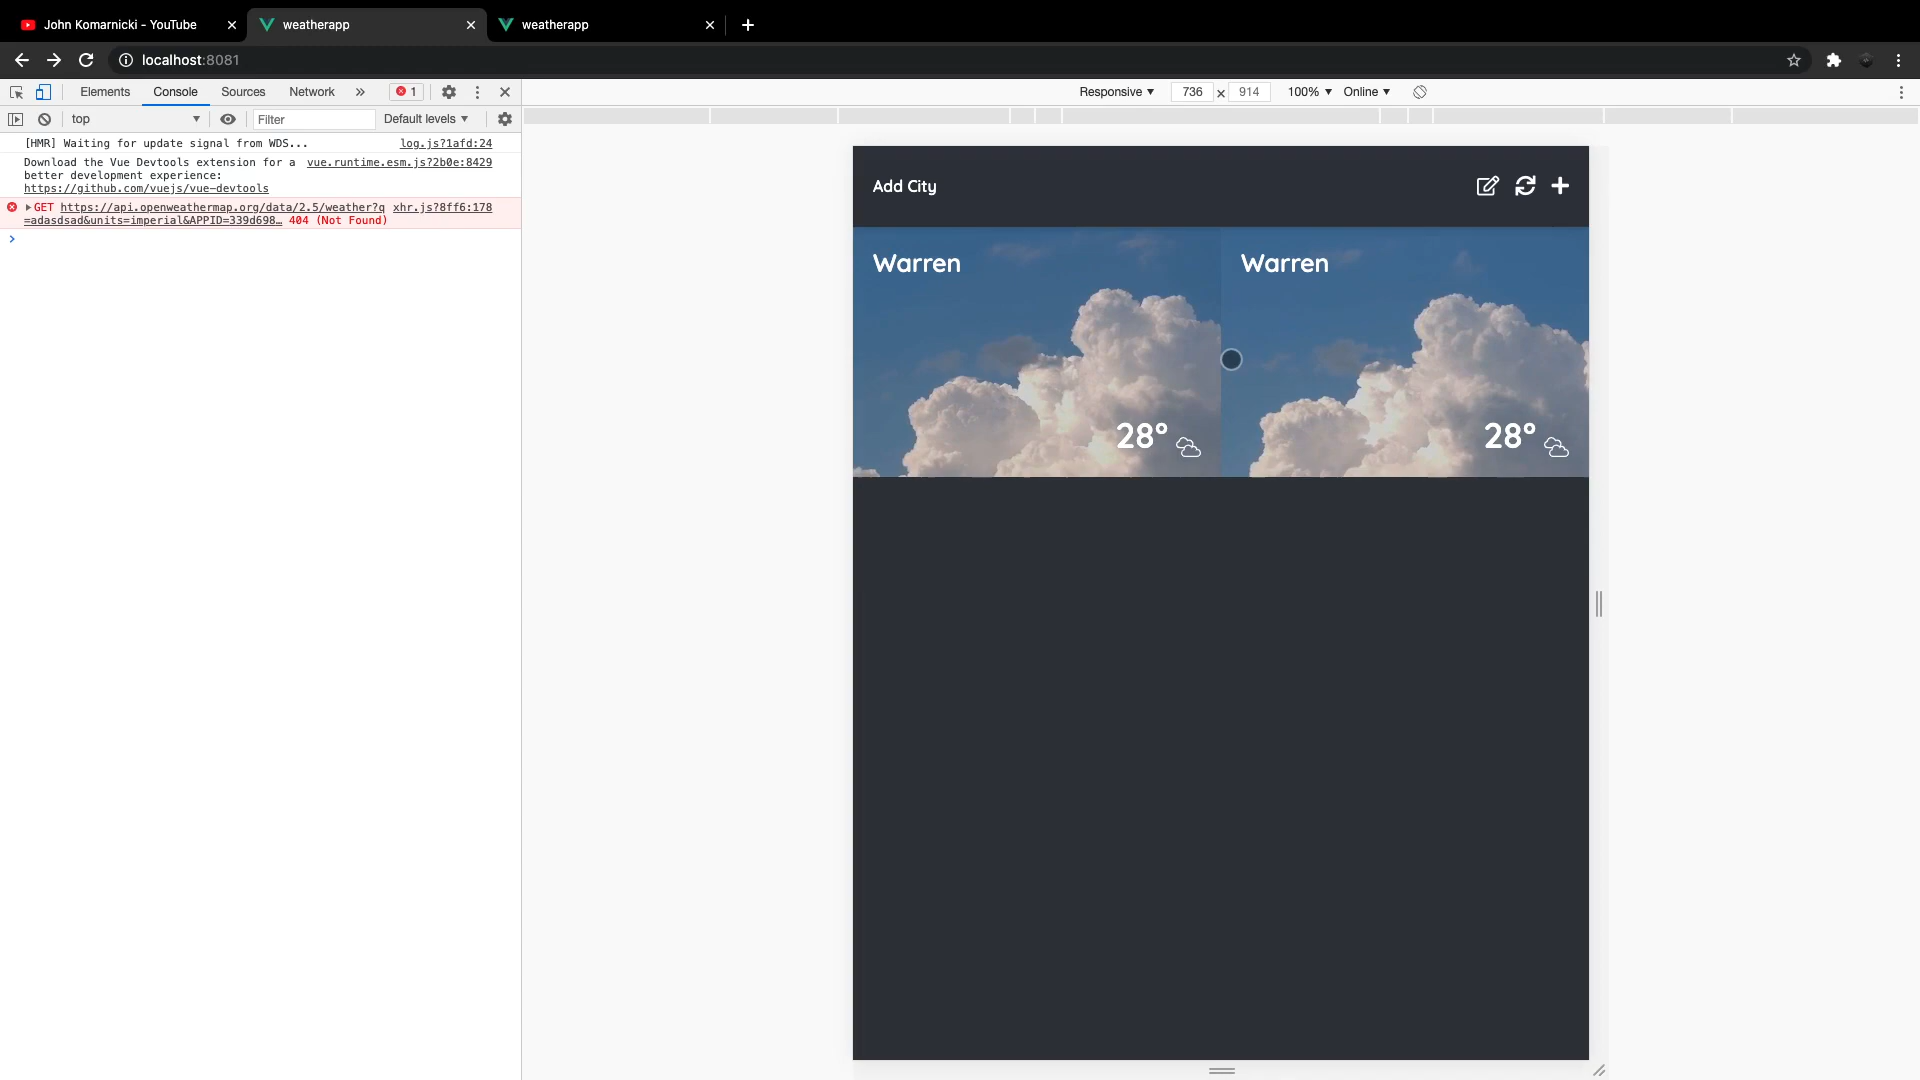 John Komarnicki - YouTube
weatherapp
weatherapp
localhost:8081
Elements Console Sources Network » 1
top Filter Default levels
[HMR] Waiting for update signal from WDS... log.js?1afd:24
Download the Vue Devtools extension for a vue.runtime.esm.js?2b0e:8429
better development experience:
https://github.com/vuejs/vue-devtools
GET https://api.openweathermap.org/data/2.5/weather?q xhr.js?8ff6:178
=adasdsad&units=imperial&APPID=339d698… 404 (Not Found)
Responsive 736 x 914 100% Online
Add City
Warren Warren
28° 28°